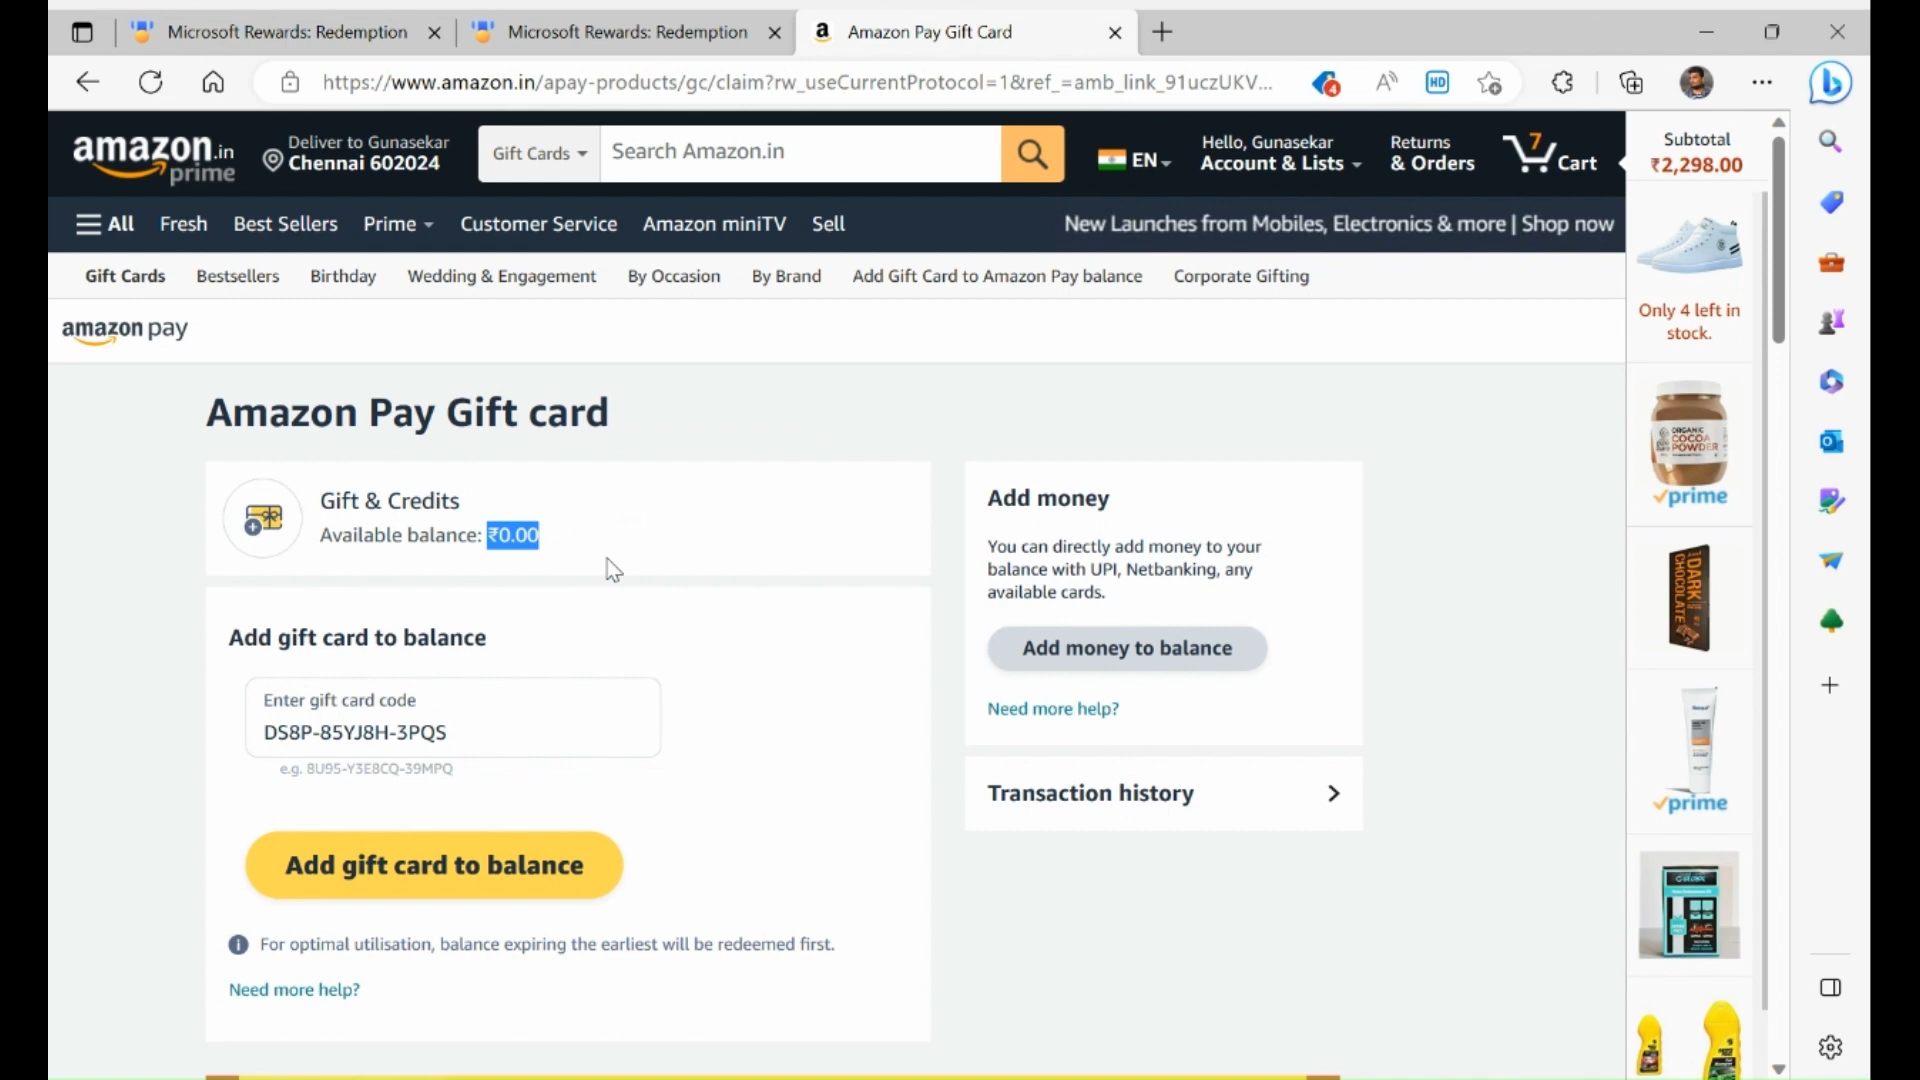 Microsoft Rewards: Redemption
Microsoft Rewards: Redemption
a Amazon Pay Gift Card
https://www.amazon.in/apay-products/gc/claim?rw_useCurrentProtocol=1&ref_=amb_link_91uczUKV...
4
A
HD
b
amazon.in
prime
Deliver to Gunasekar
Chennai 602024
Gift Cards
Search Amazon.in
EN
Hello, Gunasekar
Account & Lists
Returns
& Orders
7
Cart
Subtotal
₹2,298.00
All
Fresh
Best Sellers
Prime
Customer Service
Amazon miniTV
Sell
New Launches from Mobiles, Electronics & more | Shop now
Gift Cards
Bestsellers
Birthday
Wedding & Engagement
By Occasion
By Brand
Add Gift Card to Amazon Pay balance
Corporate Gifting
amazon pay
Only 4 left in
stock.
Amazon Pay Gift card
Gift & Credits
Available balance: ₹0.00
Add money
You can directly add money to your
balance with UPI, Netbanking, any
available cards.
Add money to balance
Need more help?
Transaction history
Add gift card to balance
Enter gift card code
DS8P-85YJ8H-3PQS
e.g. 8U95-Y3E8CQ-39MPQ
Add gift card to balance
For optimal utilisation, balance expiring the earliest will be redeemed first.
Need more help?
ORGANIC
COCOA
POWDER
prime
DARK
CHOCOLATE
prime